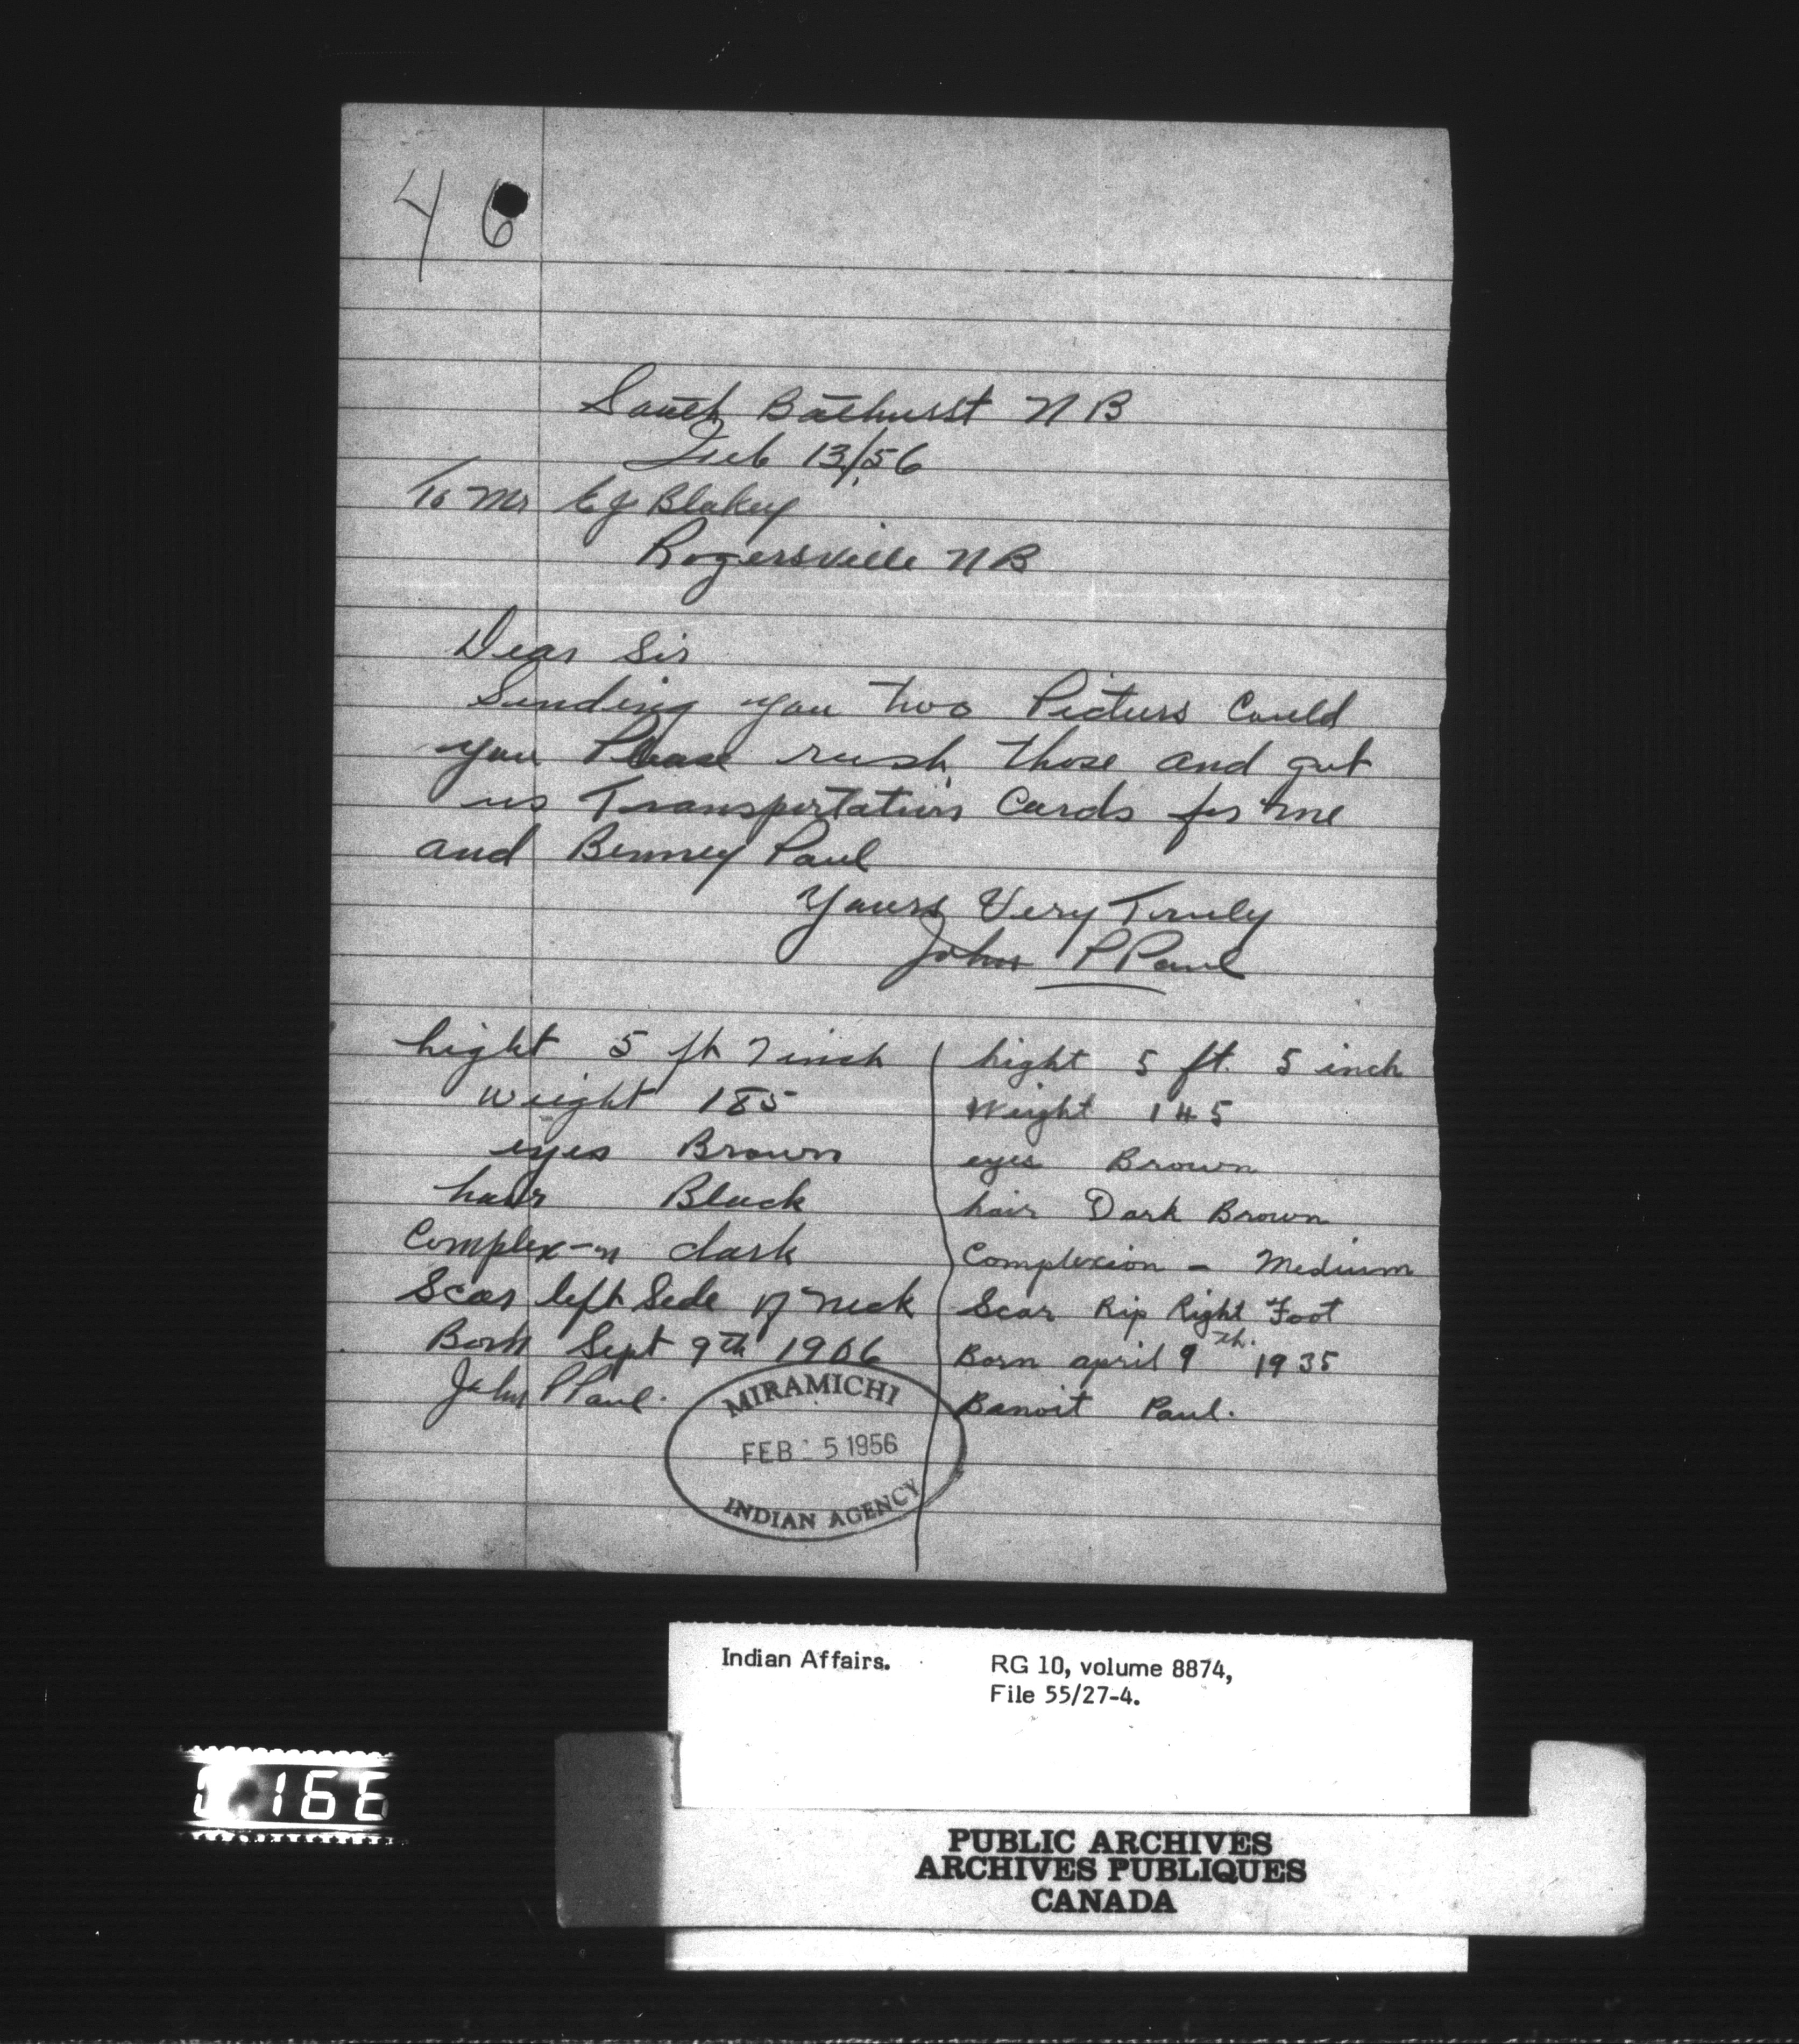 46
South Bathurst N B
Feb 13/56
To Mr E J Blakey
Rogersville N B
Dear Sir
Sending you two Picturs Could
you Please rush those and gut
us Transportation Cards for me
and Benney Paul
Yours Very Truly
John P Paul
hight 5 ft 7 inch
Weight 185
eyes Brown
hair Black
Complex-n dark
Scar left Side of neck
Born Sept 9th 1906
John P Paul.
hight 5 ft. 5 inch
Weight 145
eyes Brown
hair Dark Brown
Complexion - Medium
Scar Rip Right Foot
Born april 9th. 1935
Banoit Paul.
MIRAMICHI
FEB 15 1956
INDIAN AGENCY
Indian Affairs. RG 10, volume 8874,
File 55/27-4.
166
PUBLIC ARCHIVES
ARCHIVES PUBLIQUES
CANADA